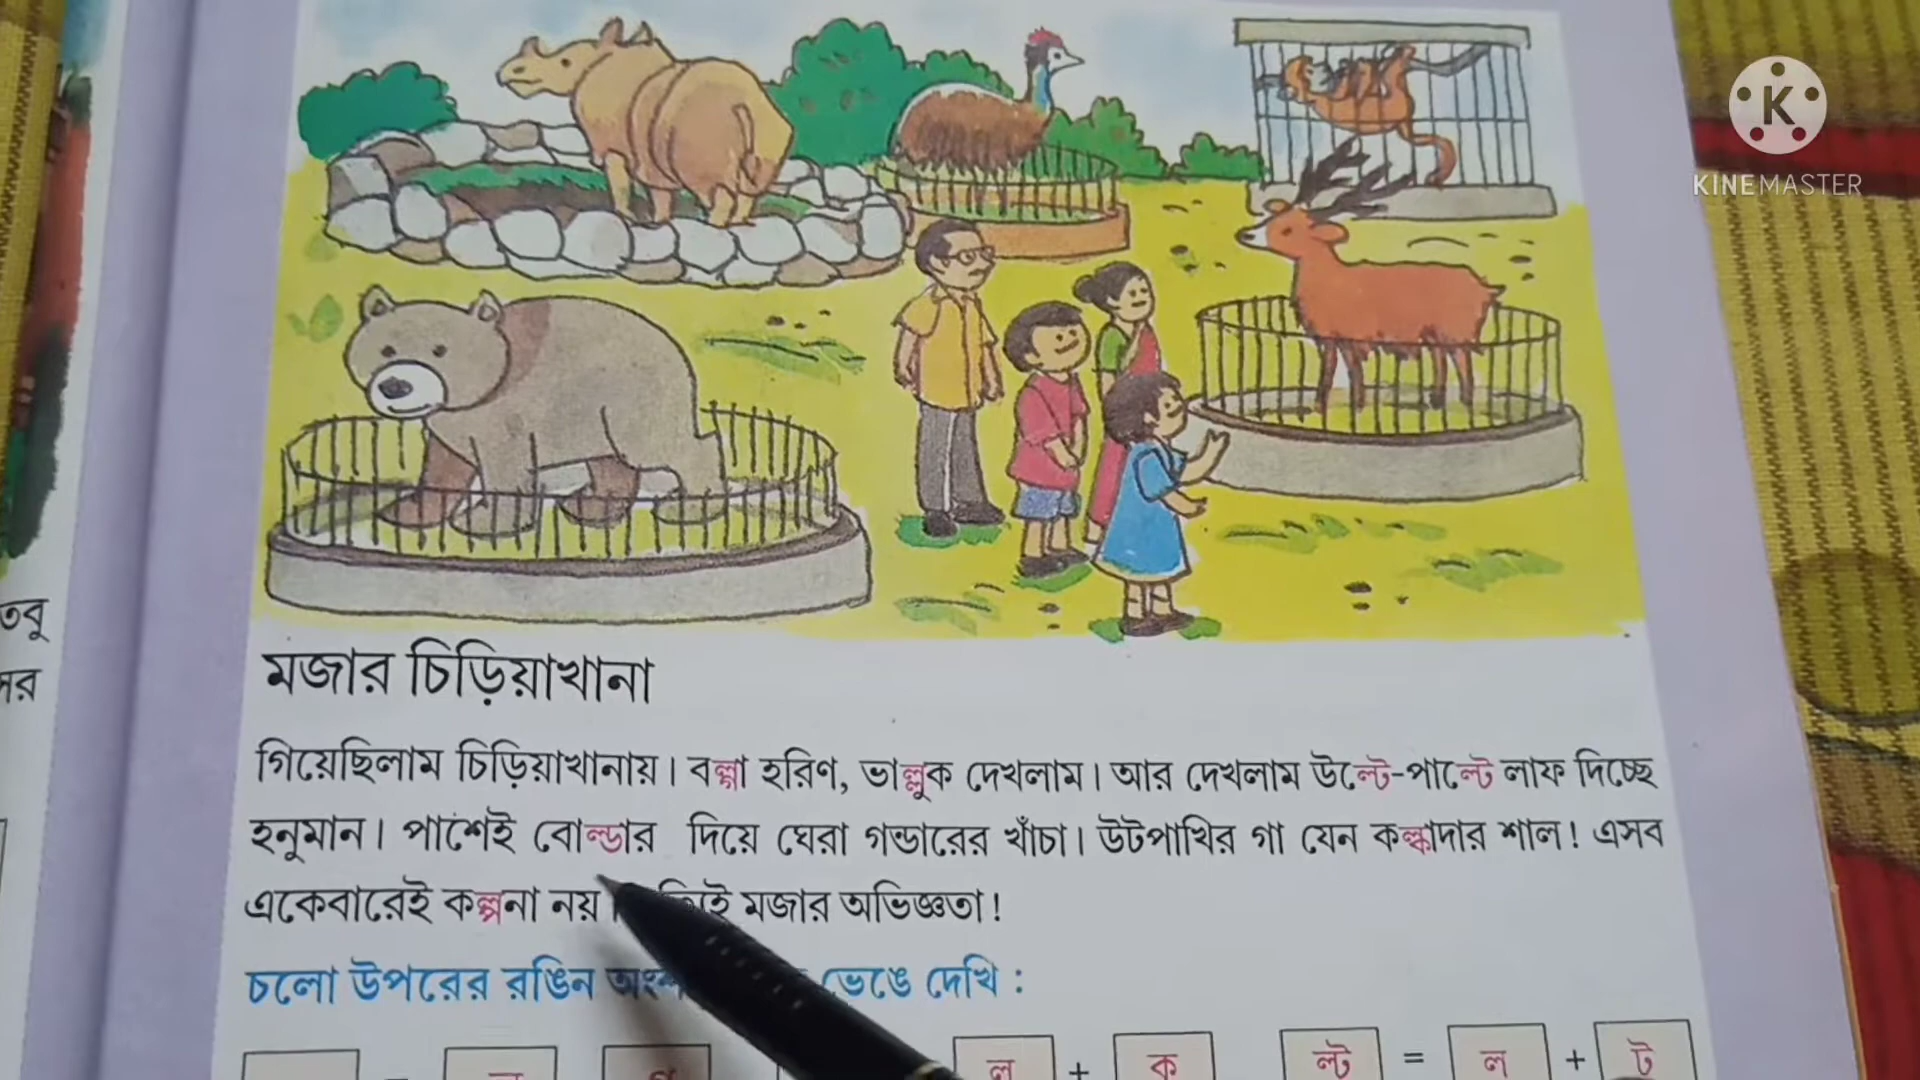 KINEMASTER
তবু
মজার চিড়িয়াখানা
গিয়েছিলাম চিড়িয়াখানায়। বল্গা হরিণ, ভাল্লুক দেখলাম। আর দেখলাম উল্টে-পাল্টে লাফ দিচ্ছে
হনুমান। পাশেই বোল্ডার দিয়ে ঘেরা গন্ডারের খাঁচা। উটপাখির গা যেন কল্কাদার শাল! এসব
একেবারেই কল্পনা নয় মজার অভিজ্ঞতা!
চলো উপরের রঙিন ভেঙে দেখি :
ল + ক ল্ট = ল + ট